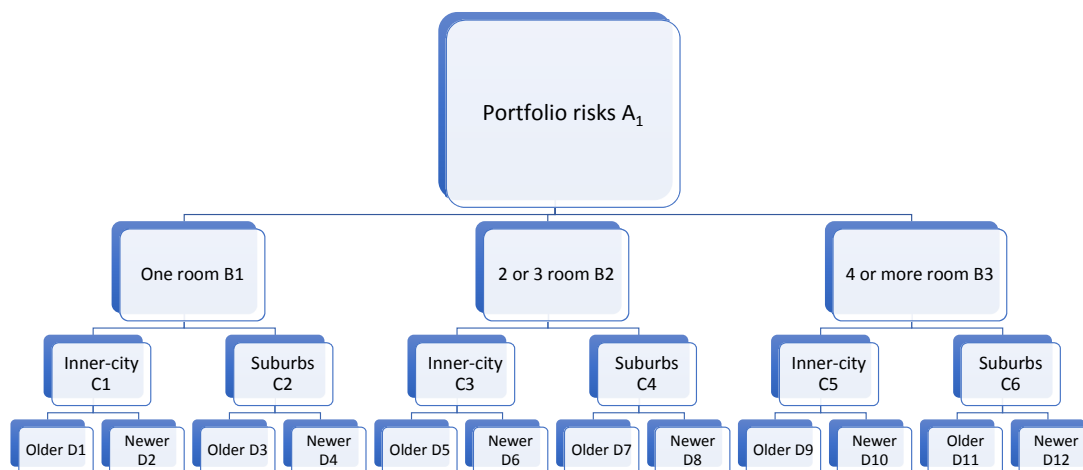 Portfolio risks A₁
One room B1
2 or 3 room B2
4 or more room B3
Inner-city
C1
Suburbs
C2
Inner-city
C3
Suburbs
C4
Inner-city
C5
Suburbs
C6
Older D1
Newer
D2
Older D3
Newer
D4
Older D5
Newer
D6
Older D7
Newer
D8
Older D9
Newer
D10
Older
D11
Newer
D12